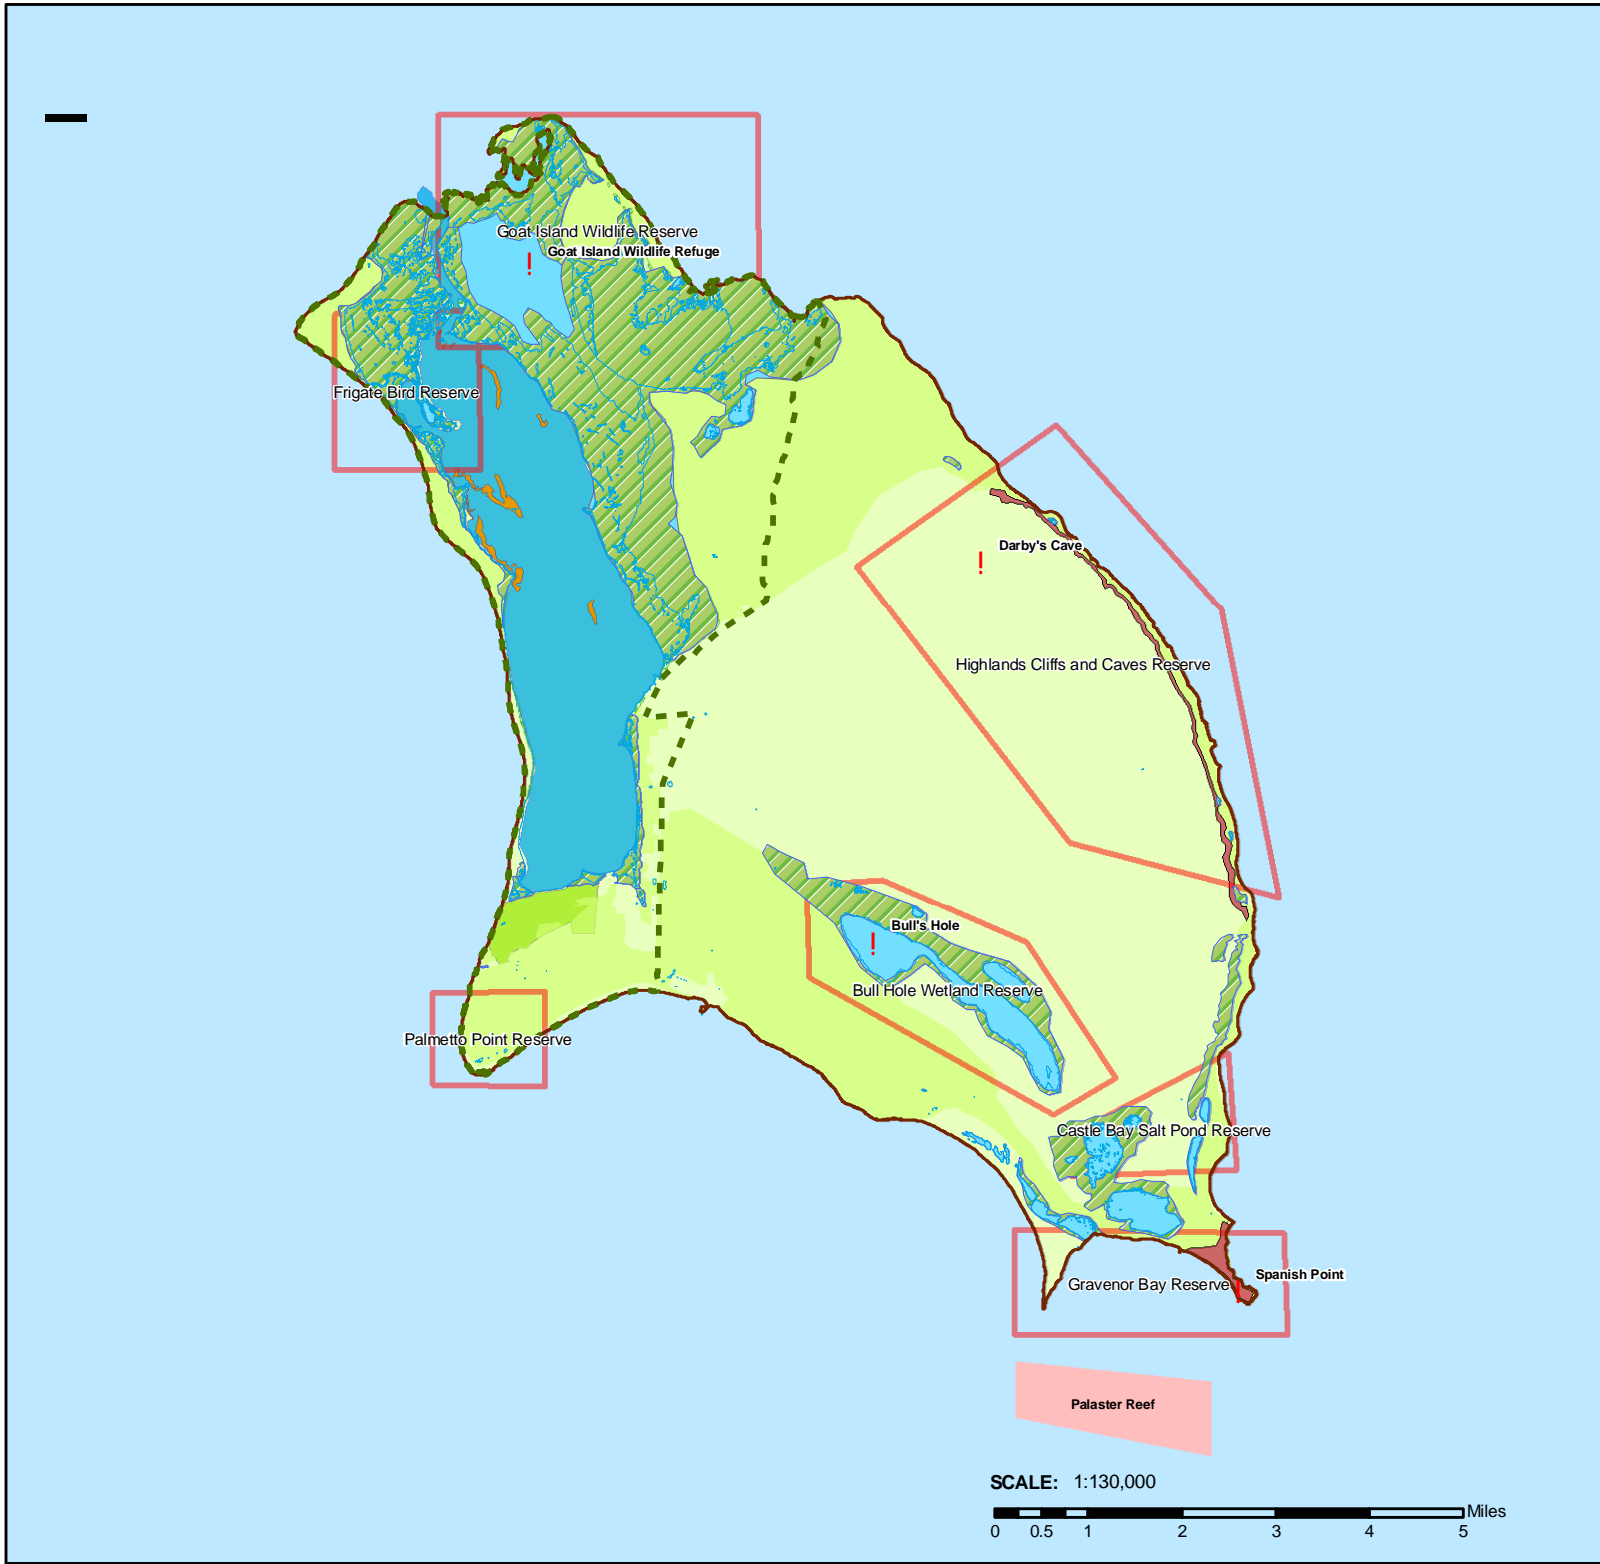 Goat Island Wildlife Reserve
Goat Island Wildlife Refuge
!
Frigate Bird Reserve
Darby's Cave
!
Highlands Cliffs and Caves Reserve
Bull's Hole
!
Bull Hole Wetland Reserve
Palmetto Point Reserve
Castle Bay Salt Pond Reserve
Spanish Point
!
Gravenor Bay Reserve
Palaster Reef
SCALE: 1:130,000
Miles
0 0.5 1 2 3 4 5